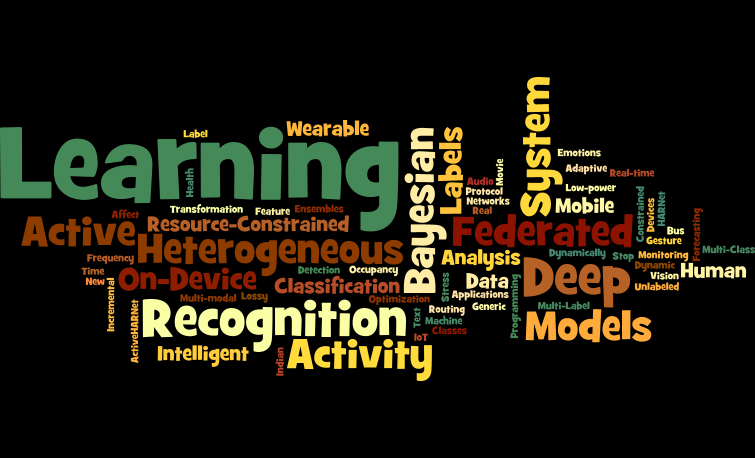 System
Emotions
Label
Wearable
Learning
Bayesian
Labels
Movie
Adaptive
Real-time
Health
Audio
Low-power
Protocol
Networks
Mobile
Constrained
Devices
HARNet
Transformation
Feature
Ensembles
Real
Affect
Active
Resource-Constrained
Federated
Bus
Gesture
Forecasting
Heterogeneous
Analysis
Dynamically
Stop
Monitoring
Multi-Class
Frequency
Time
New
On-Device
Detection
Occupancy
Deep
Dynamic
Vision
Human
Classification
Stress
Data
Unlabeled
Incremental
ActiveHARNet
Multi-modal
Lossy
Optimization
Applications
Generic
Programming
Multi-Label
Recognition
Text
Routing
Machine
Classes
Models
IoT
Intelligent
Indian
Activity